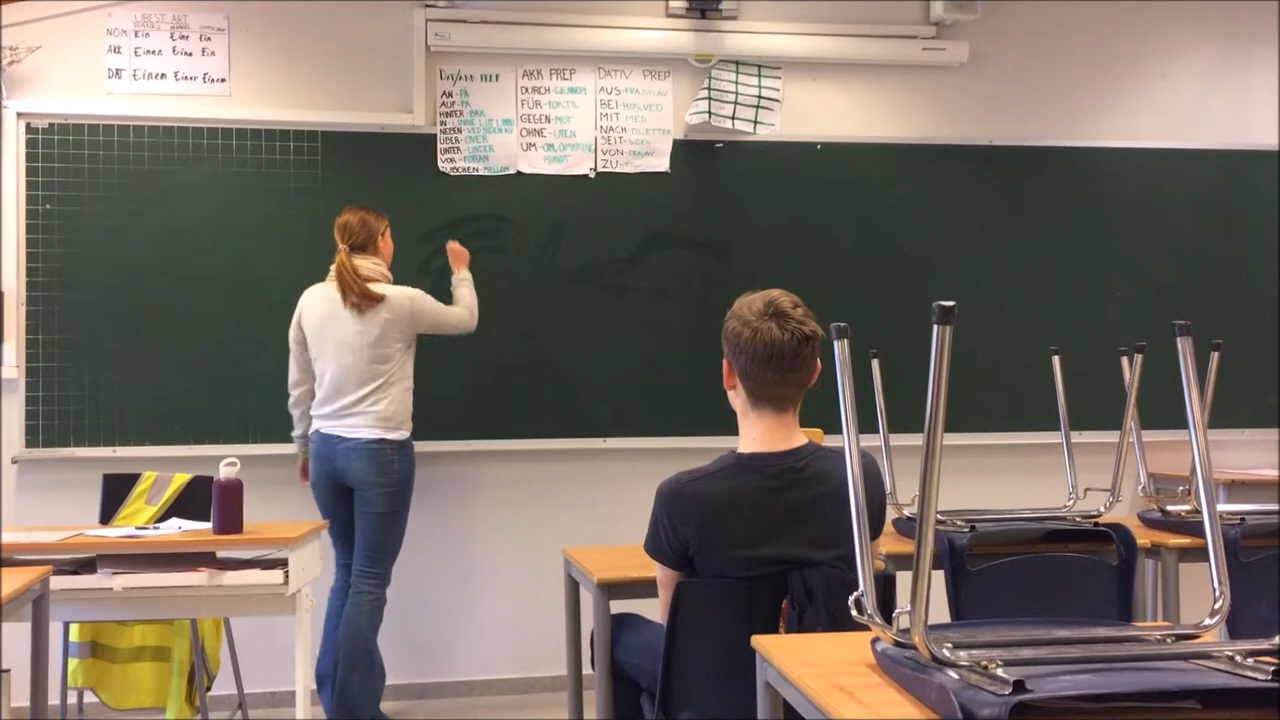 UBEST ART
NOM Ein Eine Ein
AKK Einen Eine Ein
DAT Einem Einer Einem
DAT/AKK PREP
AN-PÅ
AUF-PÅ
HINTER-BAK
IN-
NEBEN-VED SIDEN AV
ÜBER-OVER
UNTER-UNDER
VOR-FORAN
ZWISCHEN-MELLOM
AKK PREP
DURCH-GJENNOM
FÜR-FOR, TIL
GEGEN-MOT
OHNE-UTEN
UM-OM, OMKRING
RUNDT
DATIV PREP
AUS-FRA, UT AV
BEI-HOS, VED
MIT-MED
NACH-TIL, ETTER
SEIT-SIDEN
VON-FRA, AV
ZU-TIL